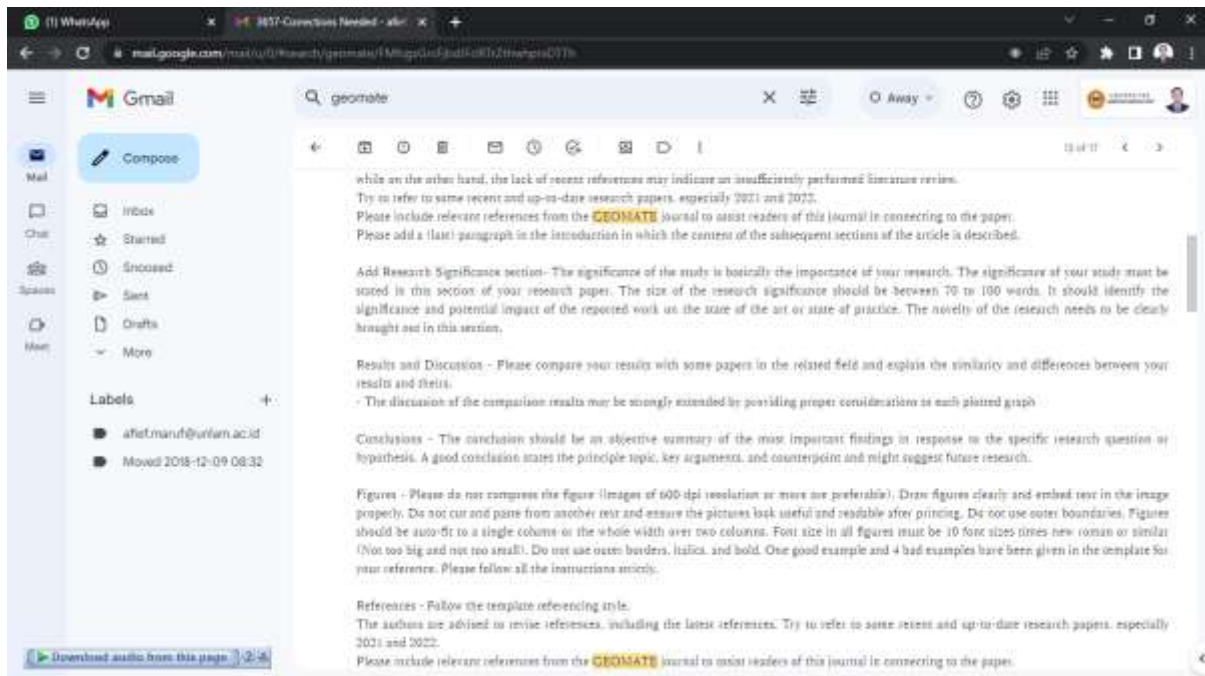 (1) WhatsApp
3857-Corrections Needed - afief
mail.google.com/mail/u/0/#search/geomate/
Gmail
geomate
Away
Compose
13 of 17
Mail
Chat
Spaces
Meet
Inbox
Starred
Snoozed
Sent
Drafts
More
Labels
afief.maruf@unlam.ac.id
Moved 2018-12-09 08:32
while on the other hand, the lack of recent references may indicate an insufficiently performed literature review.
Try to refer to some recent and up-to-date research papers, especially 2021 and 2022.
Please include relevant references from the GEOMATE journal to assist readers of this journal in connecting to the paper.
Please add a (last) paragraph in the introduction in which the content of the subsequent sections of the article is described.
Add Research Significance section- The significance of the study is basically the importance of your research. The significance of your study must be
stated in this section of your research paper. The size of the research significance should be between 70 to 100 words. It should identify the
significance and potential impact of the reported work on the state of the art or state of practice. The novelty of the research needs to be clearly
brought out in this section.
Results and Discussion - Please compare your results with some papers in the related field and explain the similarity and differences between your
results and theirs.
- The discussion of the comparison results may be strongly extended by providing proper considerations to each plotted graph
Conclusions - The conclusion should be an objective summary of the most important findings in response to the specific research question or
hypothesis. A good conclusion states the principle topic, key arguments, and counterpoint and might suggest future research.
Figures - Please do not compress the figure (Images of 600 dpi resolution or more are preferable). Draw figures clearly and embed text in the image
properly. Do not cut and paste from another text and ensure the pictures look useful and readable after printing. Do not use outer boundaries. Figures
should be auto-fit to a single column or the whole width over two columns. Font size in all figures must be 10 font sizes times new roman or similar
(Not too big and not too small). Do not use outer borders, italics, and bold. One good example and 4 bad examples have been given in the template for
your reference. Please follow all the instructions strictly.
References - Follow the template referencing style.
The authors are advised to revise references, including the latest references. Try to refer to some recent and up-to-date research papers, especially
2021 and 2022.
Please include relevant references from the GEOMATE journal to assist readers of this journal in connecting to the paper.
Download audio from this page